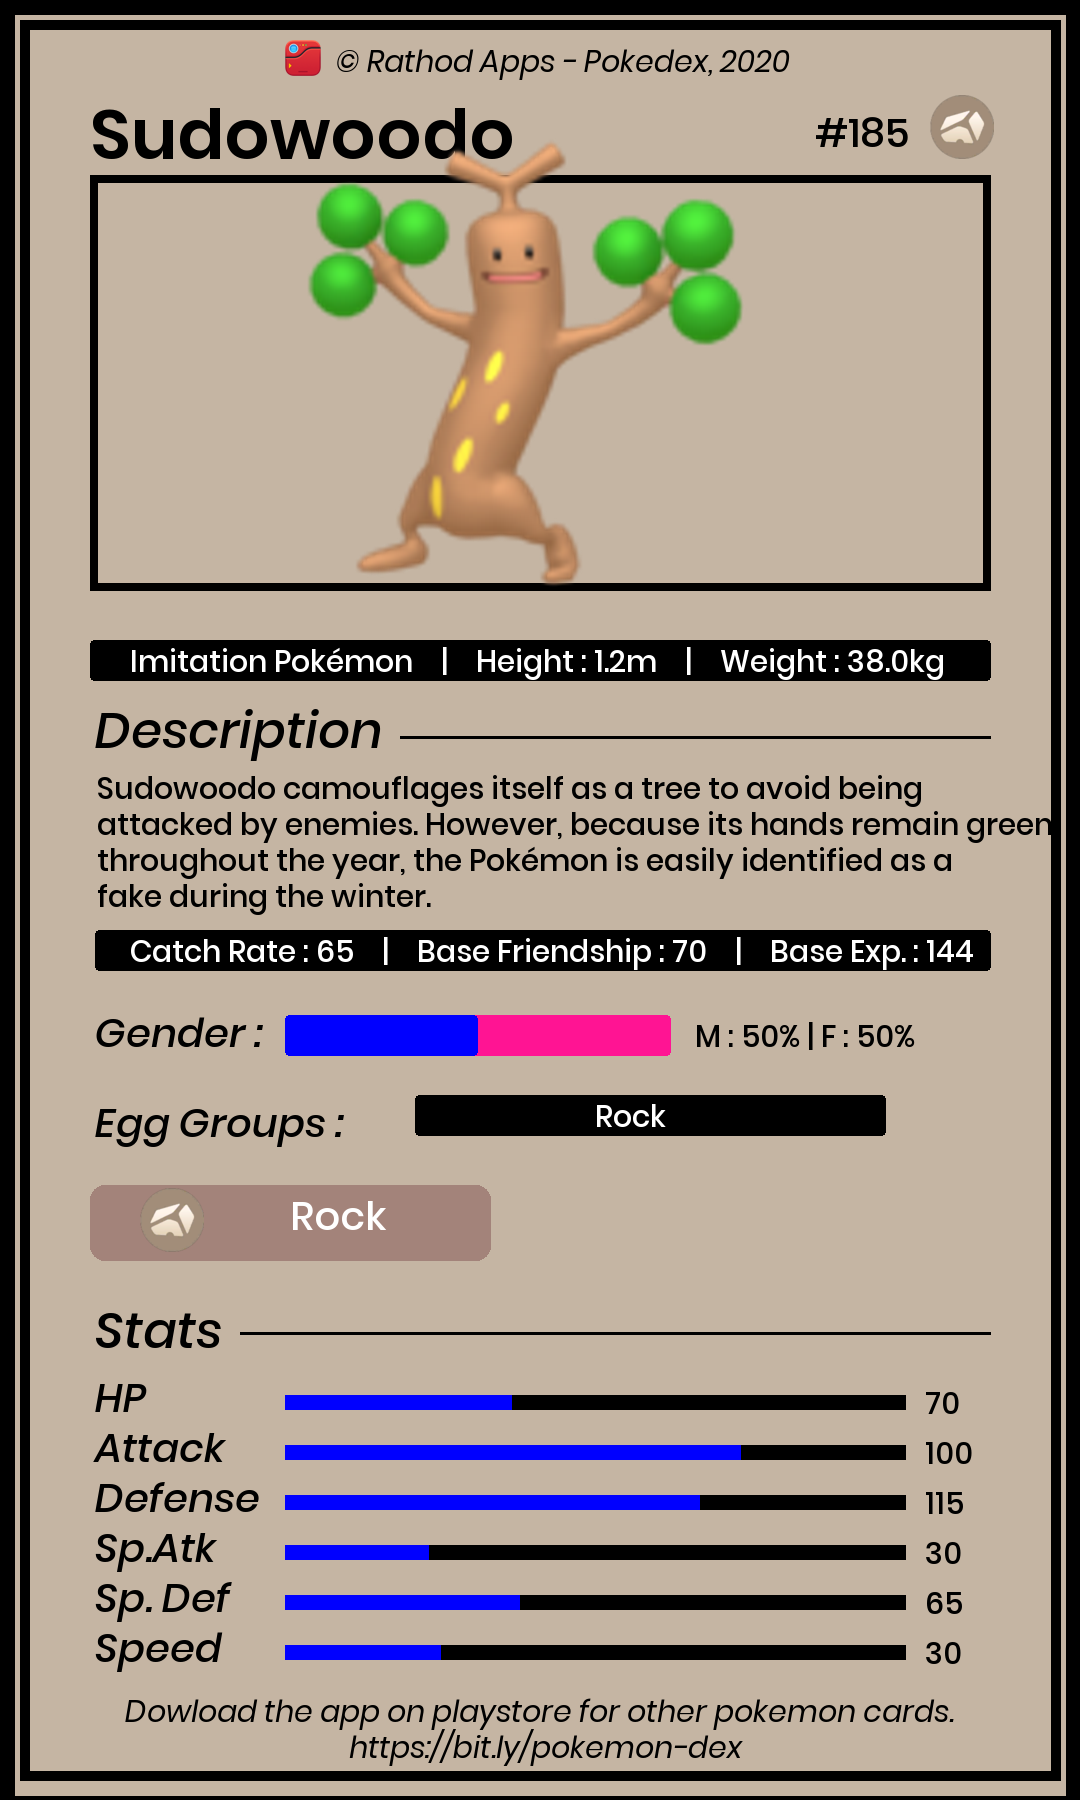 © Rathod Apps - Pokedex, 2020
Sudowoodo
#185
Imitation Pokémon | Height : 1.2m | Weight : 38.0kg
Description
Sudowoodo camouflages itself as a tree to avoid being
attacked by enemies. However, because its hands remain green
throughout the year, the Pokémon is easily identified as a
fake during the winter.
Catch Rate : 65 | Base Friendship : 70 | Base Exp. : 144
Gender : M : 50% | F : 50%
Egg Groups : Rock
Rock
Stats
HP 70
Attack 100
Defense 115
Sp.Atk 30
Sp. Def 65
Speed 30
Dowload the app on playstore for other pokemon cards.
https://bit.ly/pokemon-dex